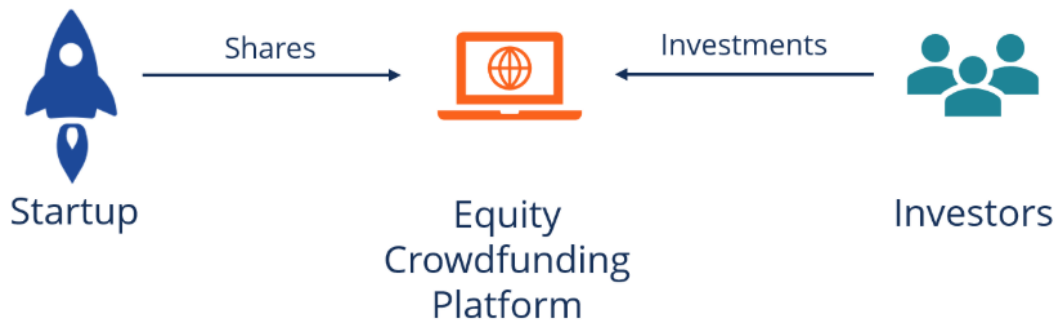 Shares
Investments
Startup
Equity
Crowdfunding
Platform
Investors